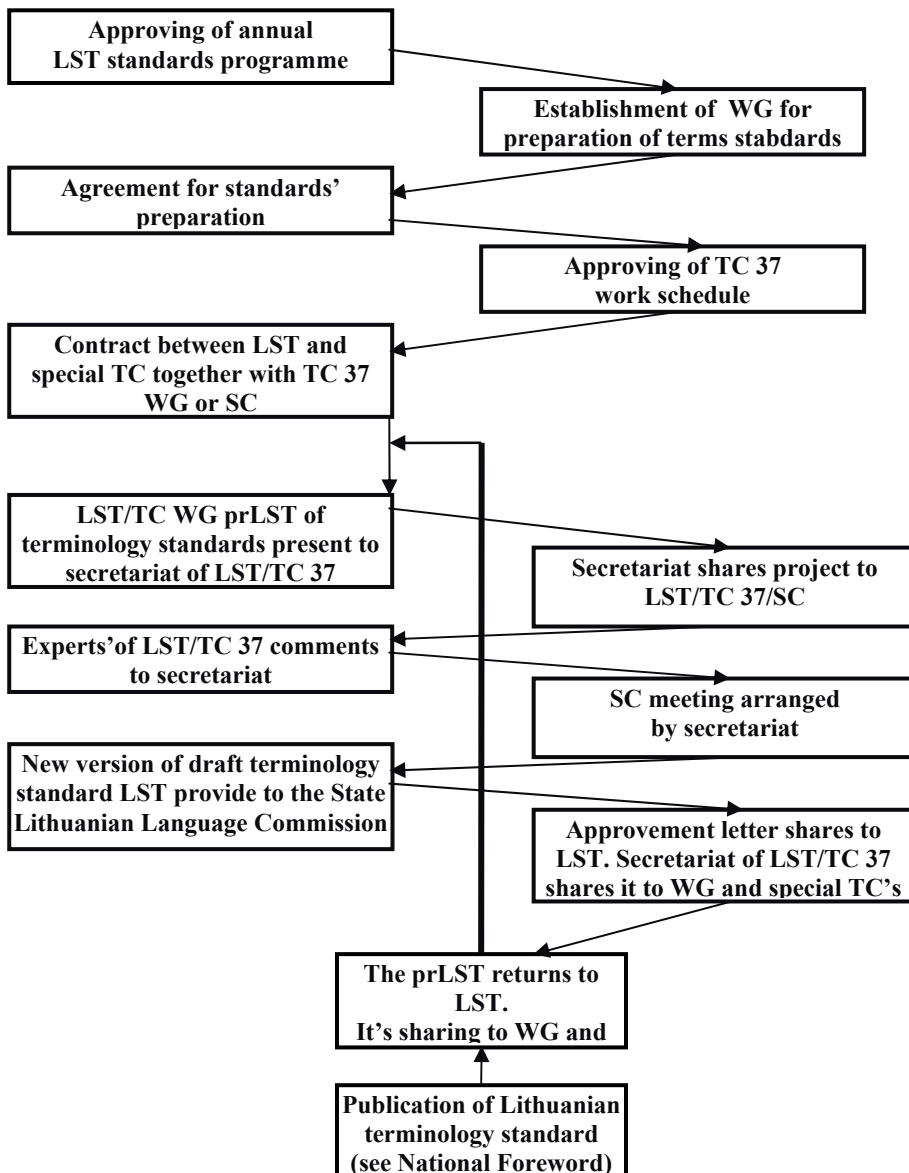 Approving of annual
LST standards programme
Establishment of WG for
preparation of terms stabdards
Agreement for standards'
preparation
Approving of TC 37
work schedule
Contract between LST and
special TC together with TC 37
WG or SC
LST/TC WG prLST of
terminology standards present to
secretariat of LST/TC 37
Secretariat shares project to
LST/TC 37/SC
Experts'of LST/TC 37 comments
to secretariat
SC meeting arranged
by secretariat
New version of draft terminology
standard LST provide to the State
Lithuanian Language Commission
Approvement letter shares to
LST. Secretariat of LST/TC 37
shares it to WG and special TC's
The prLST returns to
LST.
It's sharing to WG and
Publication of Lithuanian
terminology standard
(see National Foreword)